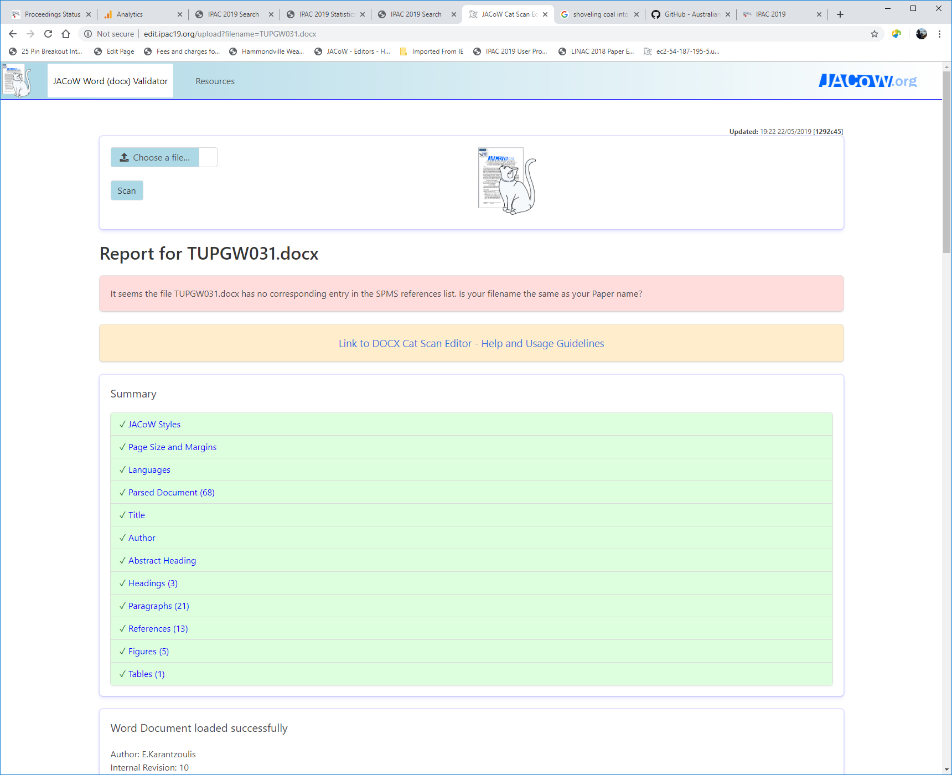 Proceedings Status
Analytics
IPAC 2019 Search
IPAC 2019 Statistic
IPAC 2019 Search
JACoW Cat Scan E
shoveling coal into
GitHub - Australia
IPAC 2019
Not secure | edit.ipac19.org/upload?filename=TUPGW031.docx
25 Pin Breakout Int...
Edit Page
Fees and charges fo...
Hammondville Wea...
JACoW - Editors - H...
Imported From IE
IPAC 2019 User Pro...
LINAC 2018 Paper E...
ec2-54-187-195-5.u...
JACoW Word (docx) Validator
Resources
JACoW.org
Updated: 19:22 22/05/2019 [1292c45]
Choose a file...
Scan
Report for TUPGW031.docx
It seems the file TUPGW031.docx has no corresponding entry in the SPMS references list. Is your filename the same as your Paper name?
Link to DOCX Cat Scan Editor - Help and Usage Guidelines
Summary
✓ JACoW Styles
✓ Page Size and Margins
✓ Languages
✓ Parsed Document (68)
✓ Title
✓ Author
✓ Abstract Heading
✓ Headings (3)
✓ Paragraphs (21)
✓ References (13)
✓ Figures (5)
✓ Tables (1)
Word Document loaded successfully
Author: E.Karantzoulis
Internal Revision: 10